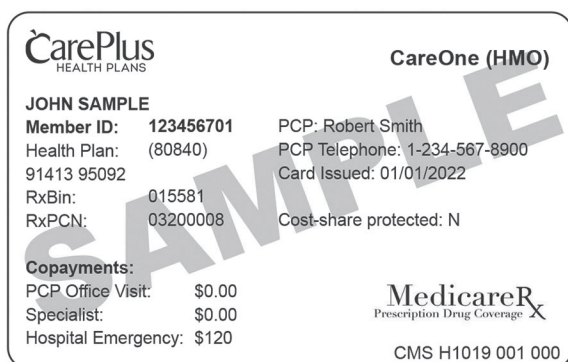 CarePlus
HEALTH PLANS
CareOne (HMO)
JOHN SAMPLE
Member ID: 123456701
PCP: Robert Smith
Health Plan: (80840)
PCP Telephone: 1-234-567-8900
91413 95092
Card Issued: 01/01/2022
RxBin: 015581
RxPCN: 03200008
Cost-share protected: N
SAMPLE
Copayments:
PCP Office Visit: $0.00
Specialist: $0.00
Hospital Emergency: $120
MedicareRx
Prescription Drug Coverage
CMS H1019 001 000